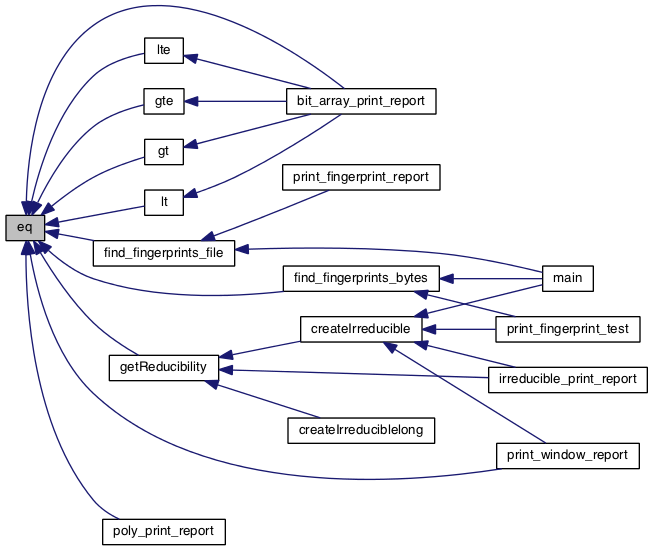 lte
bit_array_print_report
gte
gt
print_fingerprint_report
lt
eq
find_fingerprints_file
find_fingerprints_bytes
main
createIrreducible
print_fingerprint_test
getReducibility
irreducible_print_report
createIrreduciblelong
print_window_report
poly_print_report